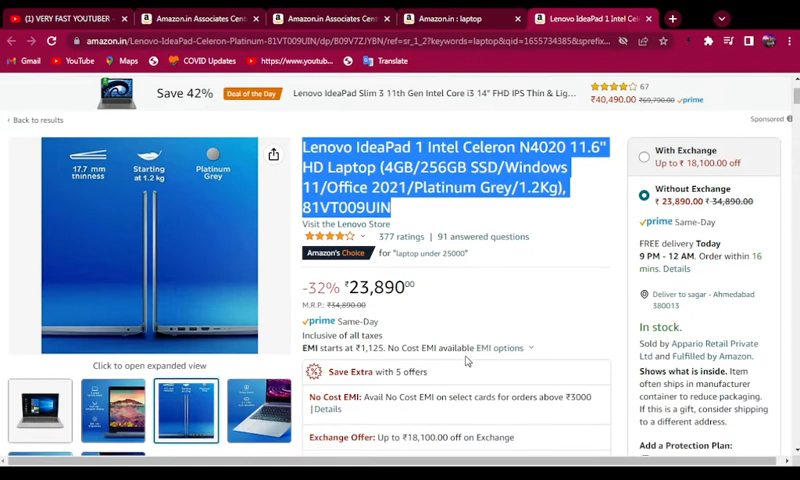 (1) VERY FAST YOUTUBER -
Amazon.in Associates Cent
Amazon.in Associates Cent
Amazon.in : laptop
Lenovo IdeaPad 1 Intel Cel
amazon.in/Lenovo-IdeaPad-Celeron-Platinum-81VT009UIN/dp/B09V7ZJYBN/ref=sr_1_2?keywords=laptop&qid=1655734385&sprefix...
Gmail
YouTube
Maps
COVID Updates
https://www.youtub...
Translate
Save 42%
Deal of the Day
Lenovo IdeaPad Slim 3 11th Gen Intel Core i3 14" FHD IPS Thin & Lig...
67
₹40,490.00 ₹69,790.00 prime
Back to results
Sponsored
17.7 mm
thinness
Starting
at 1.2 kg
Platinum
Grey
Click to open expanded view
Lenovo IdeaPad 1 Intel Celeron N4020 11.6''
HD Laptop (4GB/256GB SSD/Windows
11/Office 2021/Platinum Grey/1.2Kg),
81VT009UIN
Visit the Lenovo Store
377 ratings | 91 answered questions
Amazon's Choice for "laptop under 25000"
-32% ₹23,890.00
M.R.P.: ₹34,890.00
prime Same-Day
Inclusive of all taxes
EMI starts at ₹1,125. No Cost EMI available EMI options
Save Extra with 5 offers
No Cost EMI: Avail No Cost EMI on select cards for orders above ₹3000
|Details
Exchange Offer: Up to ₹18,100.00 off on Exchange
With Exchange
Up to ₹ 18,100.00 off
Without Exchange
₹ 23,890.00 ₹ 34,890.00
prime Same-Day
FREE delivery Today
9 PM - 12 AM. Order within 16
mins. Details
Deliver to sagar - Ahmedabad
380013
In stock.
Sold by Appario Retail Private
Ltd and Fulfilled by Amazon.
Shows what is inside. Item
often ships in manufacturer
container to reduce packaging.
If this is a gift, consider shipping
to a different address.
Add a Protection Plan: